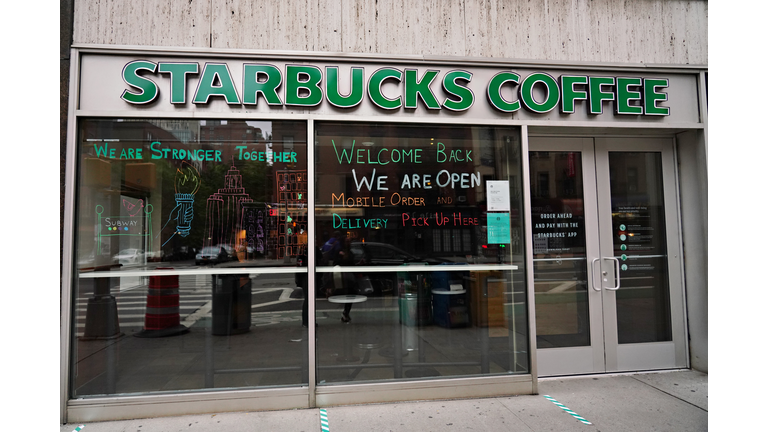 STARBUCKS COFFEE
WE ARE STRONGER TOGETHER
SUBWAY
WELCOME BACK
WE ARE OPEN
MOBILE ORDER AND
DELIVERY PICK UP HERE
ORDER AHEAD
AND PAY WITH THE
STARBUCKS® APP